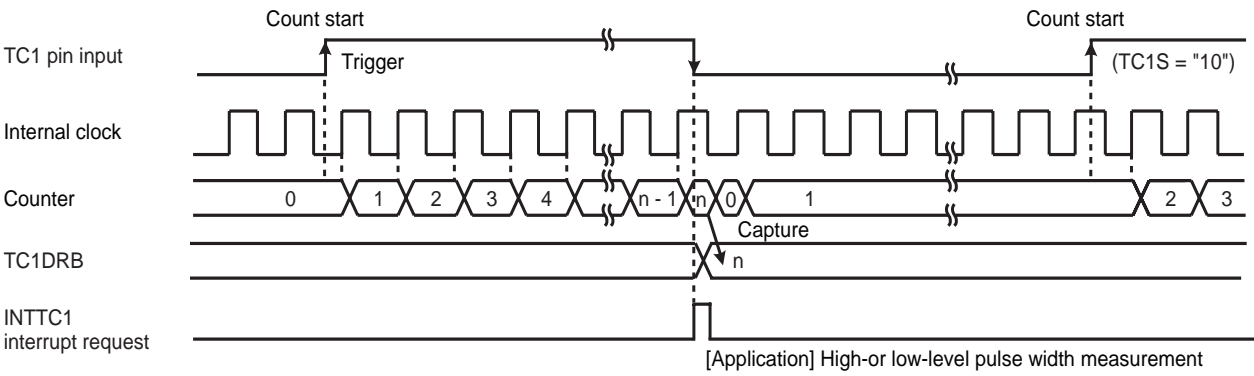 Count start Count start
TC1 pin input Trigger (TC1S = "10")
Internal clock
Counter 0 1 2 3 4 n - 1 n 0 1 2 3
Capture
TC1DRB n
INTTC1
interrupt request
[Application] High-or low-level pulse width measurement